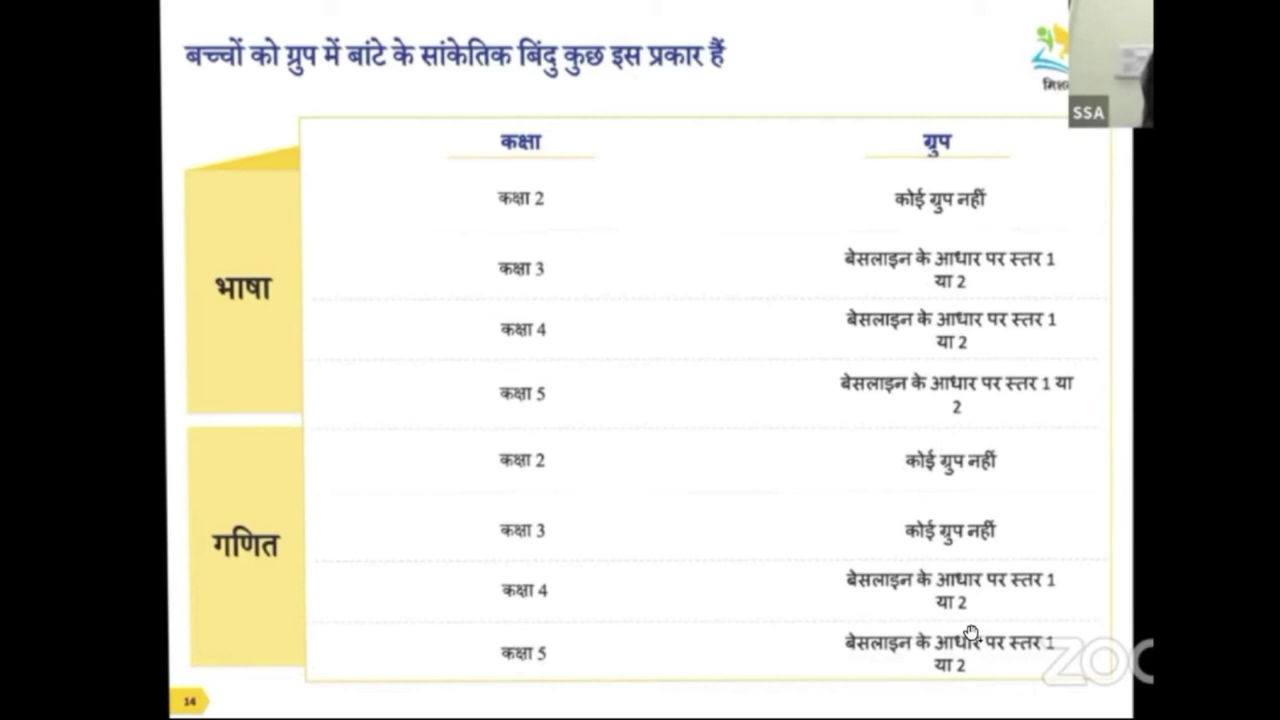 बच्चों को ग्रुप में बांटे के सांकेतिक बिंदु कुछ इस प्रकार हैं
SSA
कक्षा
ग्रुप
भाषा
कक्षा 2
कोई ग्रुप नहीं
कक्षा 3
बेसलाइन के आधार पर स्तर 1
या 2
कक्षा 4
बेसलाइन के आधार पर स्तर 1
या 2
कक्षा 5
बेसलाइन के आधार पर स्तर 1 या
2
गणित
कक्षा 2
कोई ग्रुप नहीं
कक्षा 3
कोई ग्रुप नहीं
कक्षा 4
बेसलाइन के आधार पर स्तर 1
या 2
कक्षा 5
बेसलाइन के आधार पर स्तर 1
या 2
14